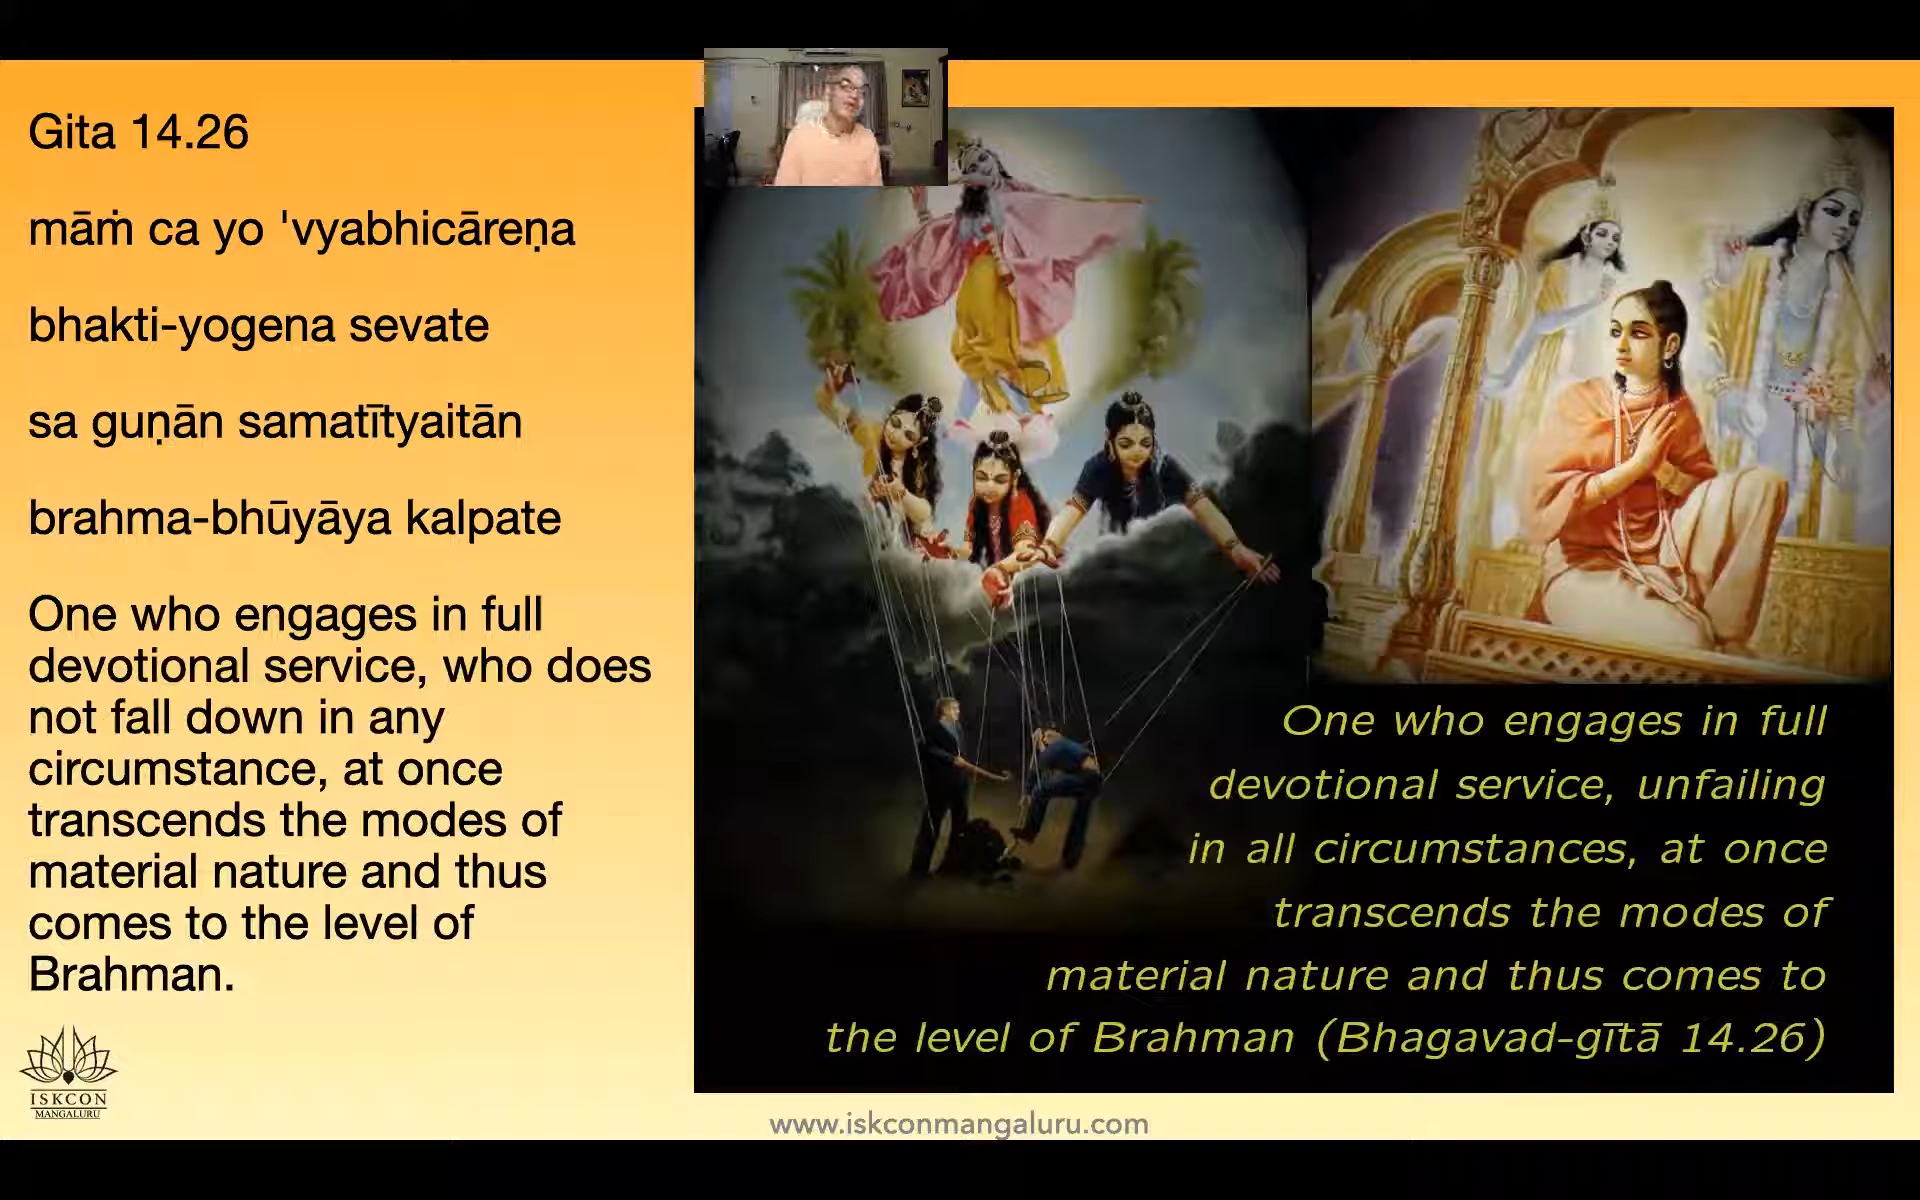 Gita 14.26
māṁ ca yo 'vyabhicāreṇa
bhakti-yogena sevate
sa guṇān samatītyaitān
brahma-bhūyāya kalpate
One who engages in full
devotional service, who does
not fall down in any
circumstance, at once
transcends the modes of
material nature and thus
comes to the level of
Brahman.
ISKCON
MANGALURU
One who engages in full
devotional service, unfailing
in all circumstances, at once
transcends the modes of
material nature and thus comes to
the level of Brahman (Bhagavad-gītā 14.26)
www.iskconmangaluru.com